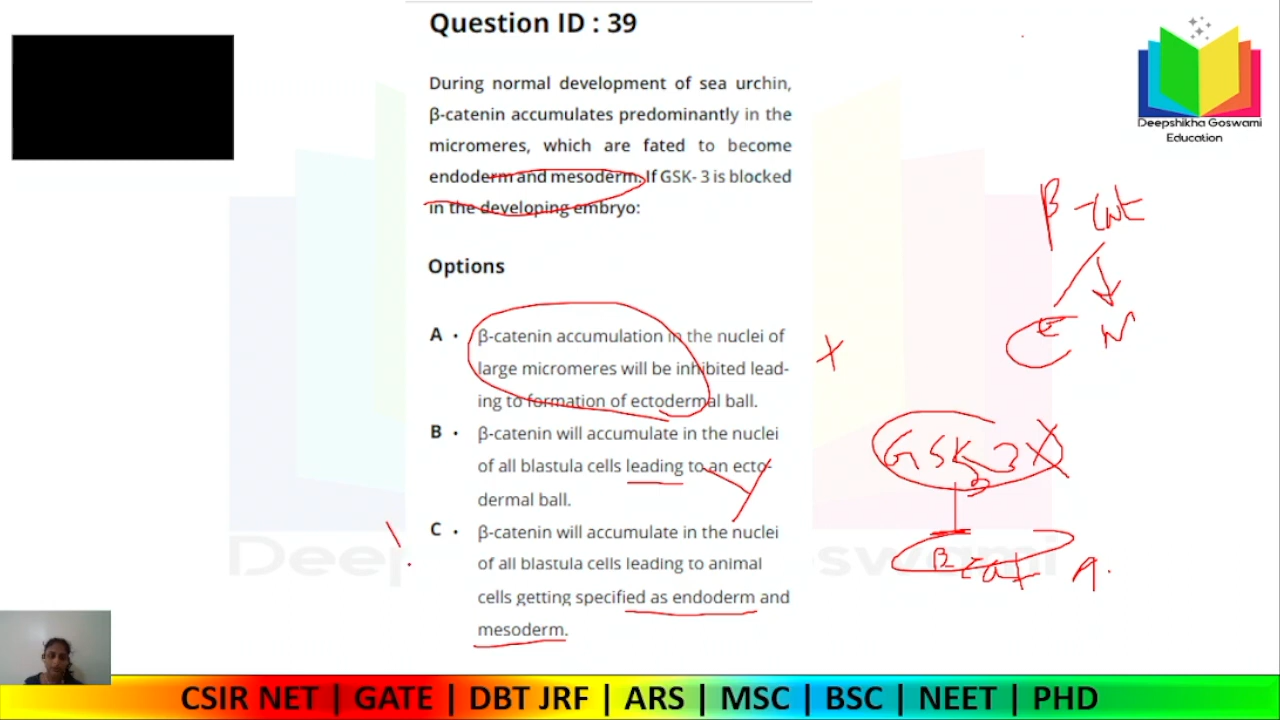 Question ID : 39
During normal development of sea urchin,
β-catenin accumulates predominantly in the
micromeres, which are fated to become
endoderm and mesoderm. If GSK- 3 is blocked
in the developing embryo:
Options
A . β-catenin accumulation in the nuclei of
large micromeres will be inhibited lead-
ing to formation of ectodermal ball.
B . β-catenin will accumulate in the nuclei
of all blastula cells leading to an ecto-
dermal ball.
C . β-catenin will accumulate in the nuclei
of all blastula cells leading to animal
cells getting specified as endoderm and
mesoderm.
Deepshikha Goswami
Education
β-cat
N
GSK3
β cat
CSIR NET | GATE | DBT JRF | ARS | MSC | BSC | NEET | PHD